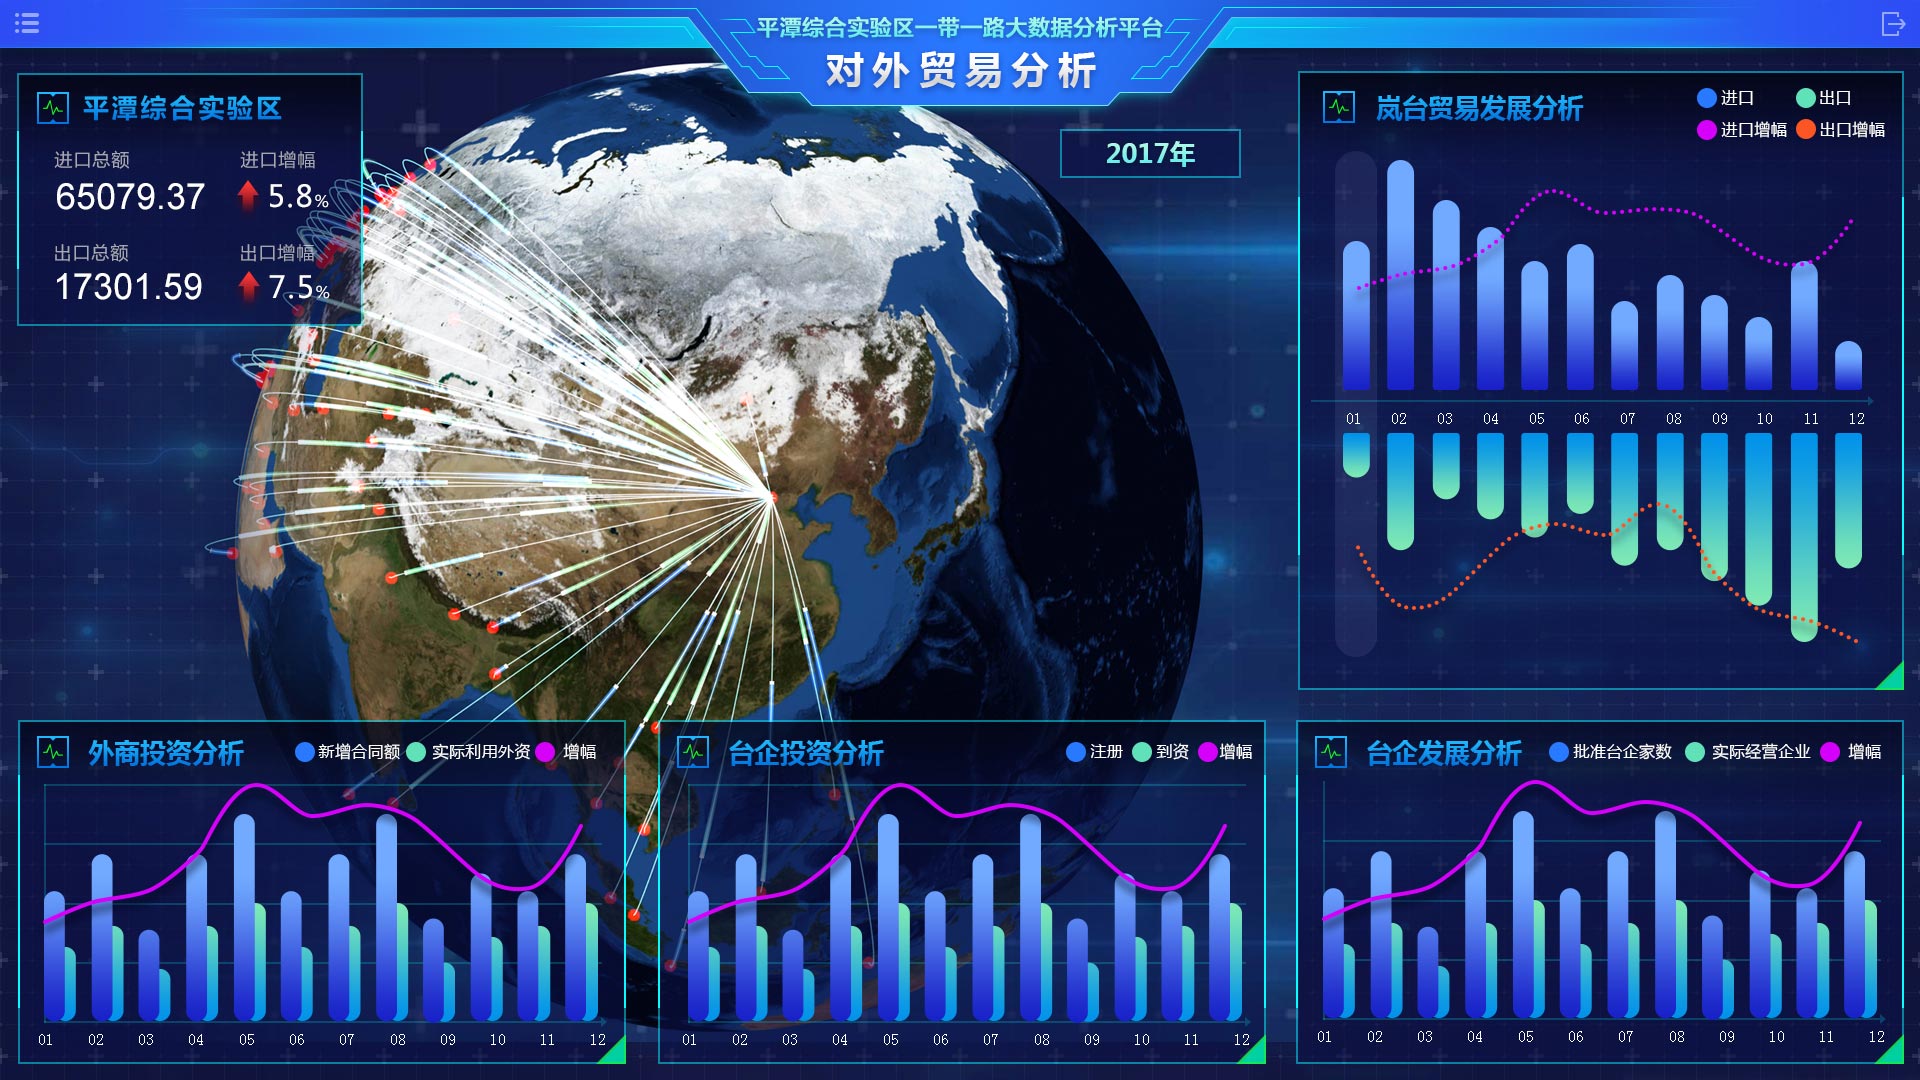 平潭综合实验区一带一路大数据分析平台
对外贸易分析
2017年
平潭综合实验区
进口总额 进口增幅
65079.37 5.8%
出口总额 出口增幅
17301.59 7.5%
岚台贸易发展分析
进口 出口
进口增幅 出口增幅
01 02 03 04 05 06 07 08 09 10 11 12
外商投资分析 新增合同额 实际利用外资 增幅
01 02 03 04 05 06 07 08 09 10 11 12
台企投资分析 注册 到资 增幅
01 02 03 04 05 06 07 08 09 10 11 12
台企发展分析 批准台企家数 实际经营企业 增幅
01 02 03 04 05 06 07 08 09 10 11 12